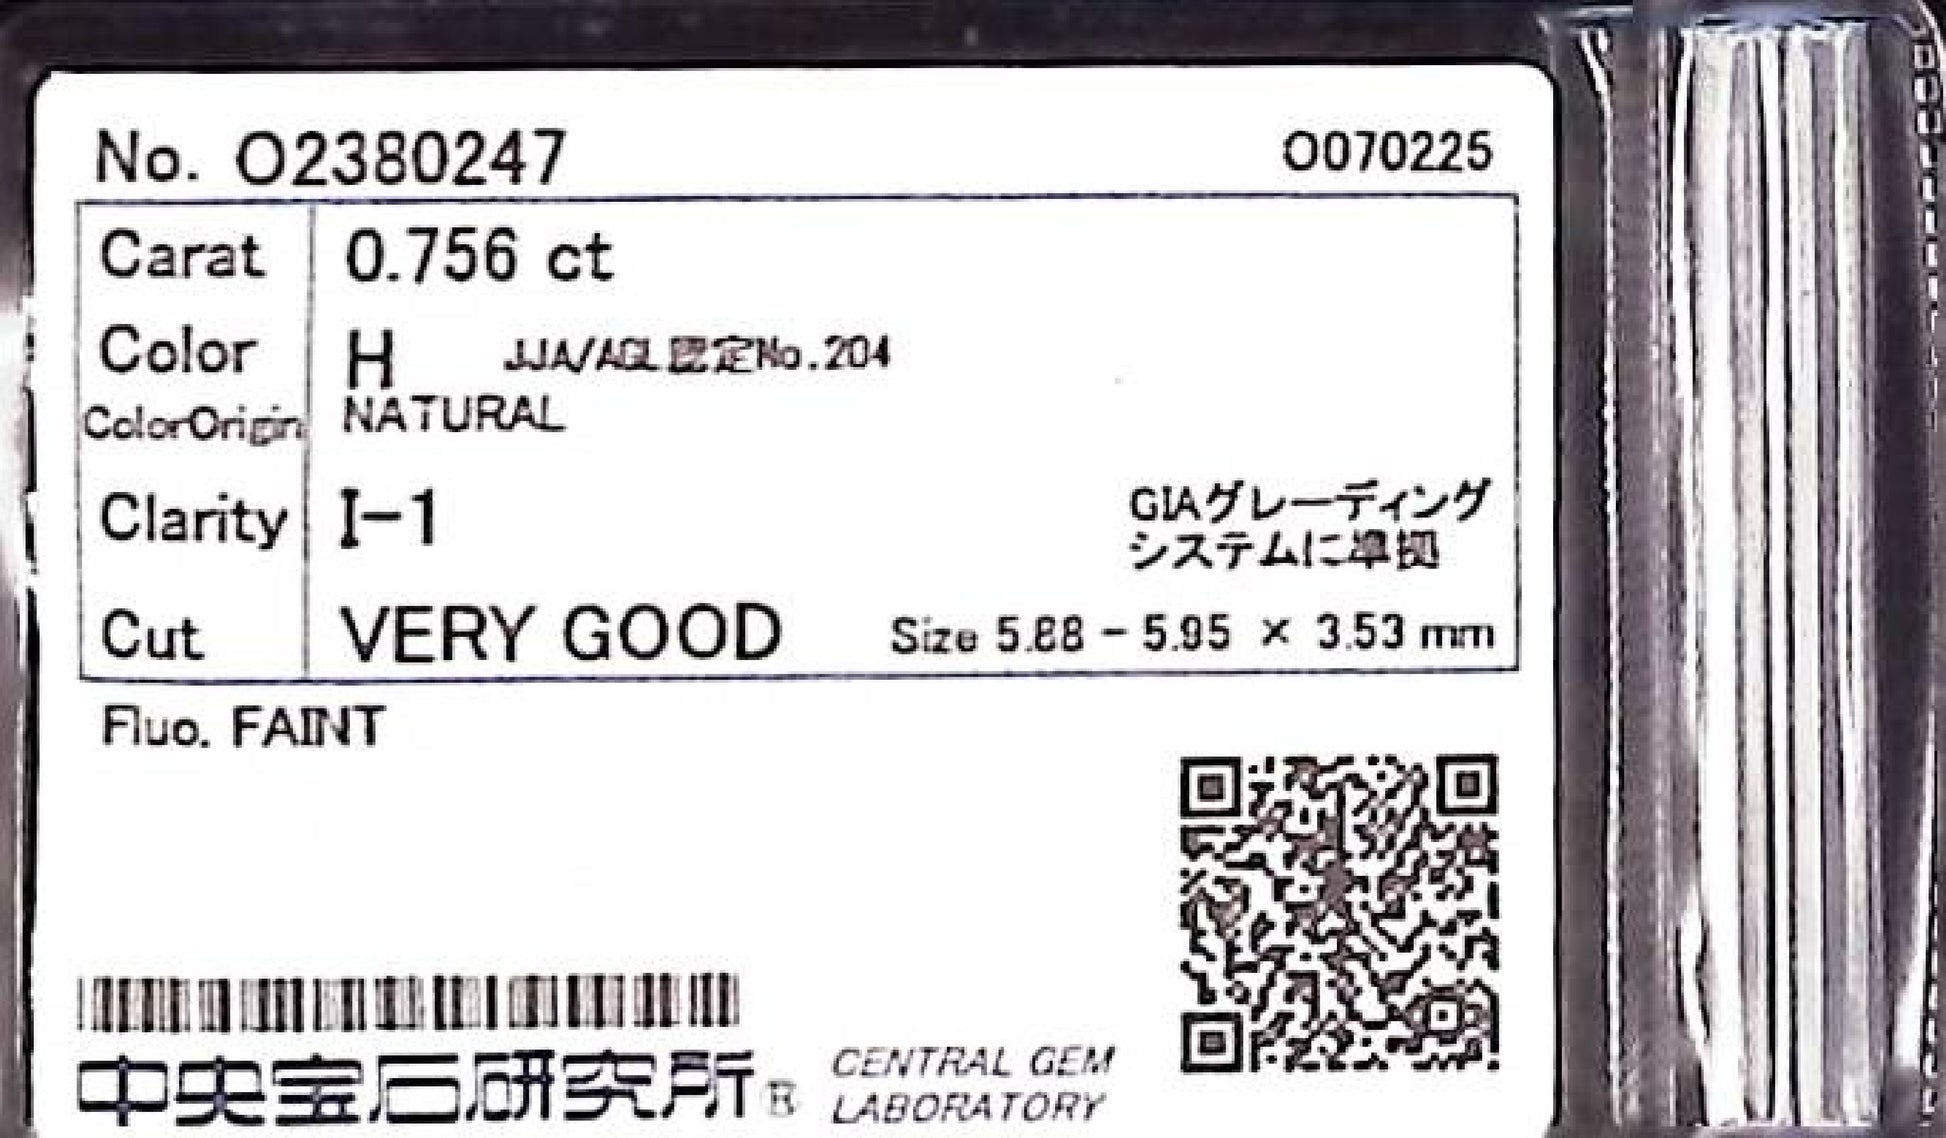 No. O2380247 O070225
Carat 0.756 ct
Color H JJA/AGL認定No.204
ColorOrigin NATURAL
Clarity I-1 GIAグレーディング
システムに準拠
Cut VERY GOOD Size 5.88 - 5.95 × 3.53 mm
Fluo. FAINT
中央宝石研究所® CENTRAL GEM
LABORATORY